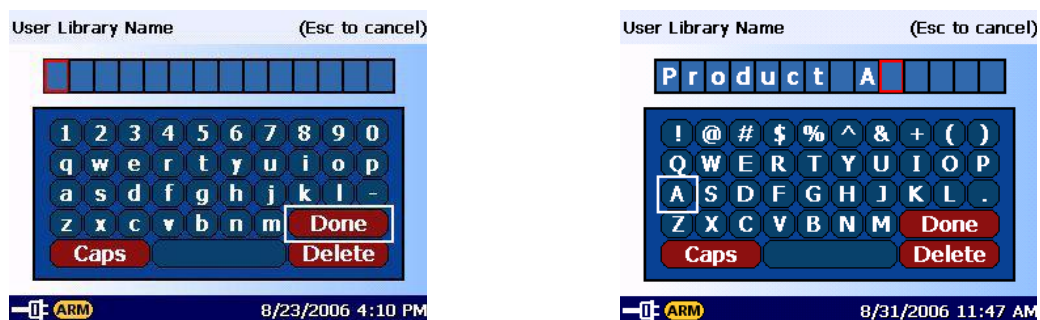 User Library Name (Esc to cancel)
1 2 3 4 5 6 7 8 9 0
q w e r t y u i o p
a s d f g h j k l -
z x c v b n m Done
Caps Delete
ARM 8/23/2006 4:10 PM
User Library Name (Esc to cancel)
Product A
! @ # $ % ^ & + ( )
Q W E R T Y U I O P
A S D F G H J K L .
Z X C V B N M Done
Caps Delete
ARM 8/31/2006 11:47 AM